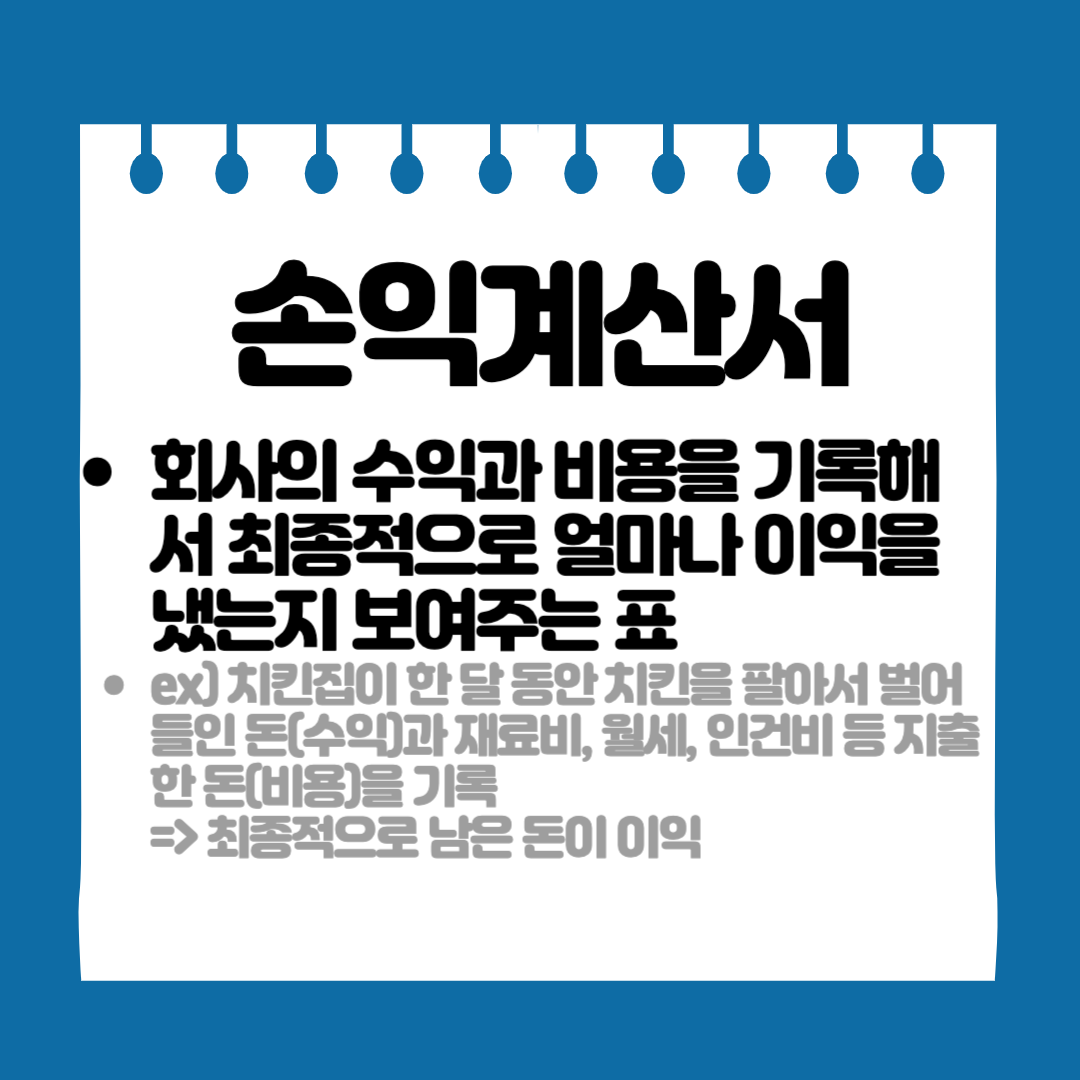 손익계산서
• 회사의 수익과 비용을 기록해
서 최종적으로 얼마나 이익을
냈는지 보여주는 표
• ex) 치킨집이 한 달 동안 치킨을 팔아서 벌어
들인 돈(수익)과 재료비, 월세, 인건비 등 지출
한 돈(비용)을 기록
=> 최종적으로 남은 돈이 이익